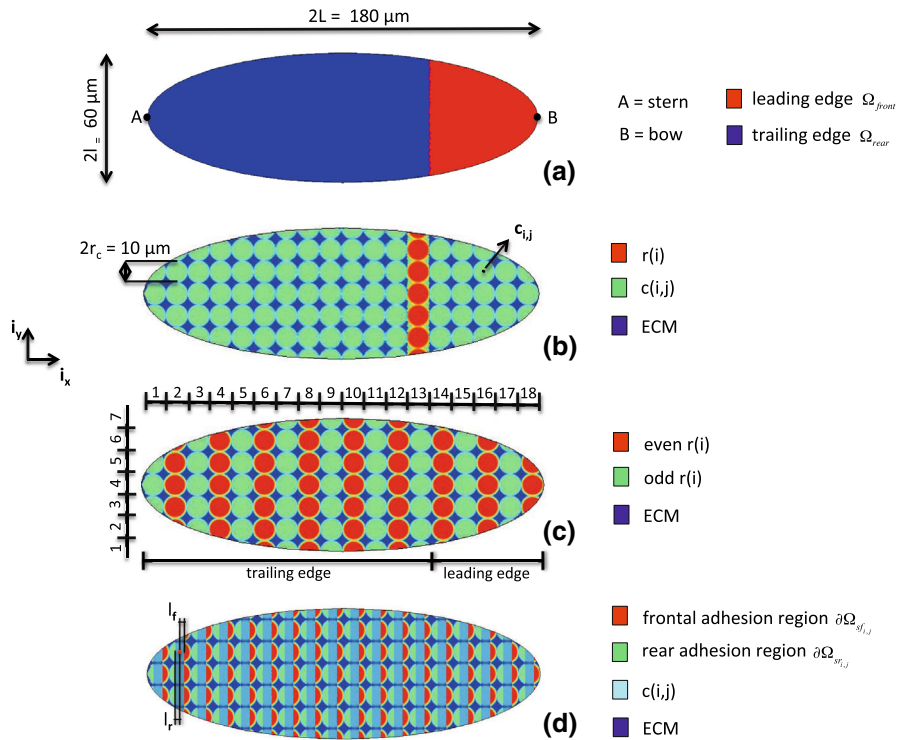 2L = 180 μm
2l = 60 μm
A
B
(a)
A = stern
B = bow
leading edge Ω_front
trailing edge Ω_rear
2r_c = 10 μm
c_i,j
(b)
r(i)
c(i,j)
ECM
i_y
i_x
1 2 3 4 5 6 7 8 9 10 11 12 13 14 15 16 17 18
7
6
5
4
3
2
1
(c)
even r(i)
odd r(i)
ECM
trailing edge
leading edge
l_f
l_r
(d)
frontal adhesion region ∂Ω_sf_i,j
rear adhesion region ∂Ω_sr_i,j
c(i,j)
ECM